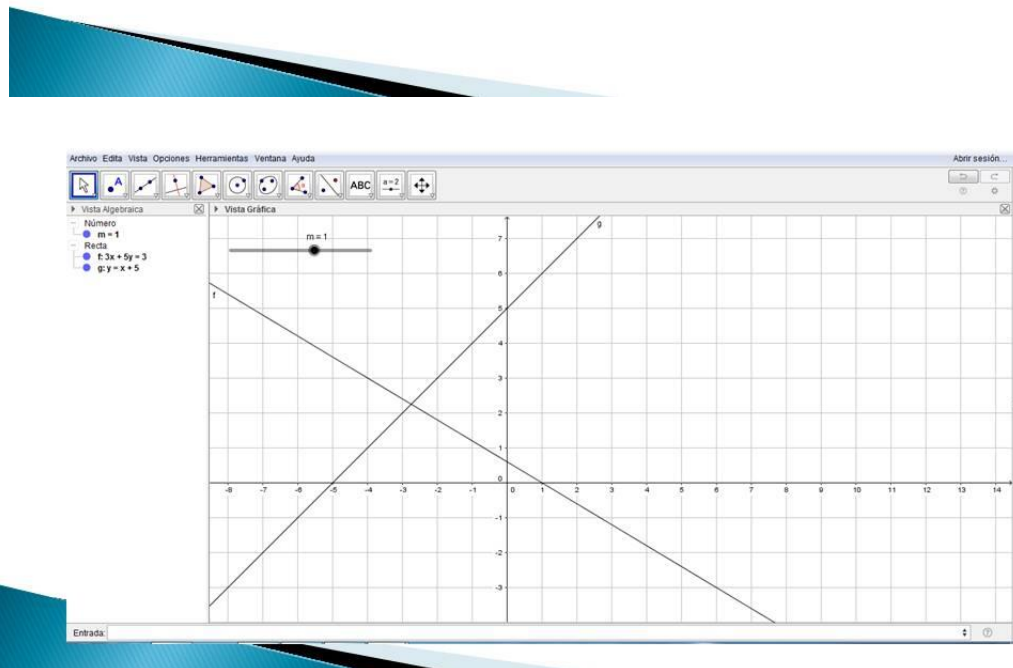 Archivo Edita Vista Opciones Herramientas Ventana Ayuda Abrir sesión...
ABC a=2
Vista Algebraica Vista Gráfica
Número
m = 1
Recta
f: 3x + 5y = 3
g: y = x + 5
m = 1
g
f
7
6
5
4
3
2
1
0
-8 -7 -6 -5 -4 -3 -2 -1 0 1 2 3 4 5 6 7 8 9 10 11 12 13 14
-1
-2
-3
Entrada: